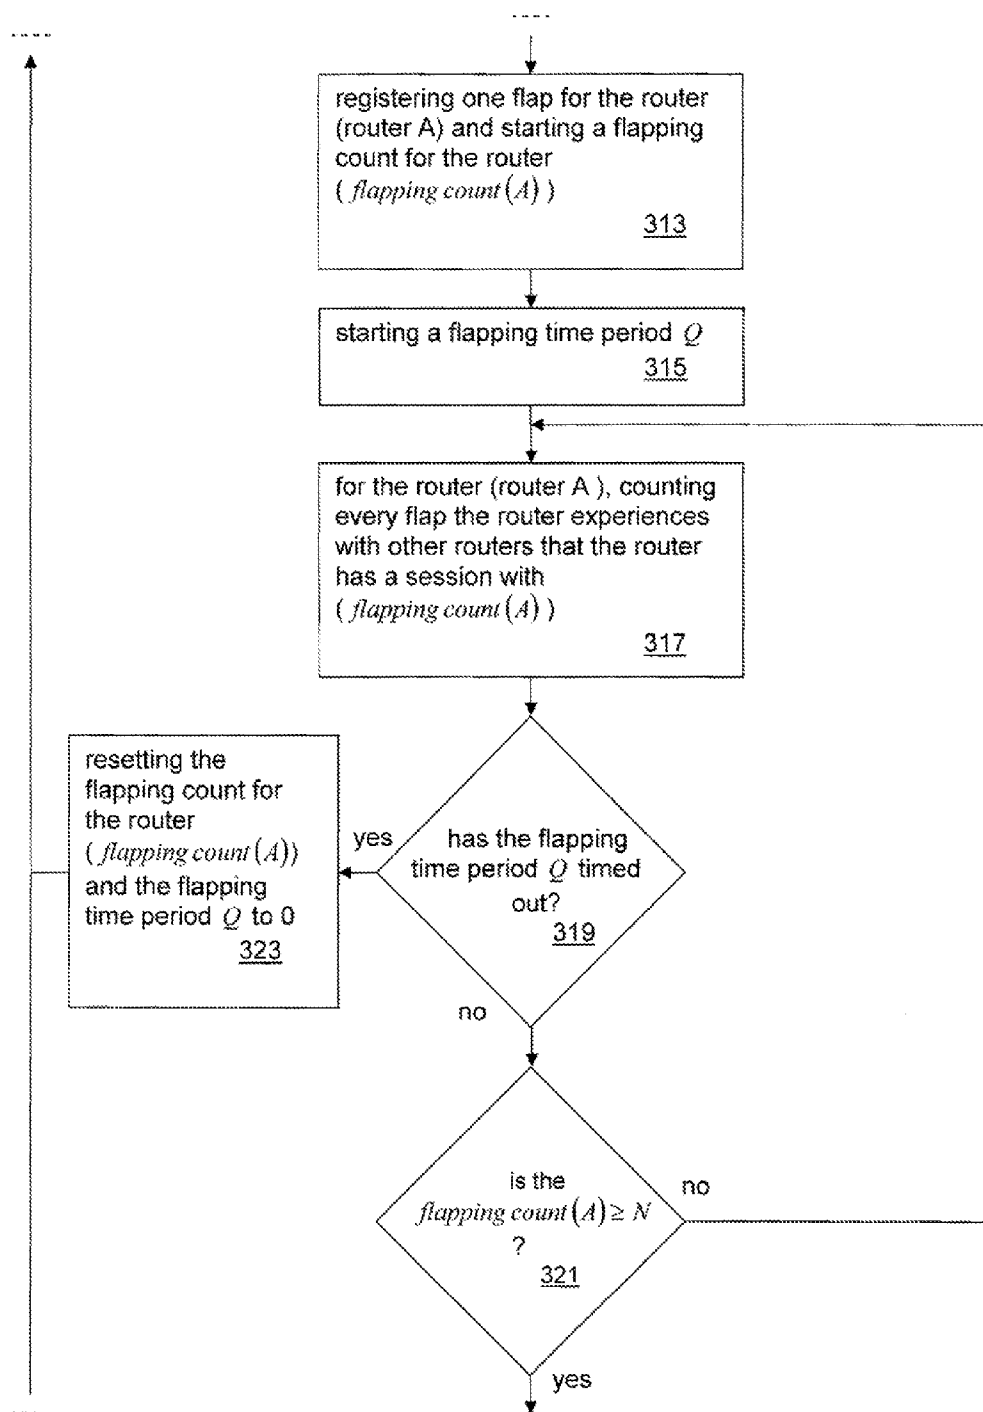 registering one flap for the router
(router A) and starting a flapping
count for the router
( flapping count (A) )
313
starting a flapping time period Q
315
for the router (router A ), counting
every flap the router experiences
with other routers that the router
has a session with
( flapping count (A) )
317
resetting the
flapping count for
the router
( flapping count (A))
and the flapping
time period Q to 0
323
yes
has the flapping
time period Q timed
out?
319
no
is the
flapping count (A) ≥ N
?
321
no
yes